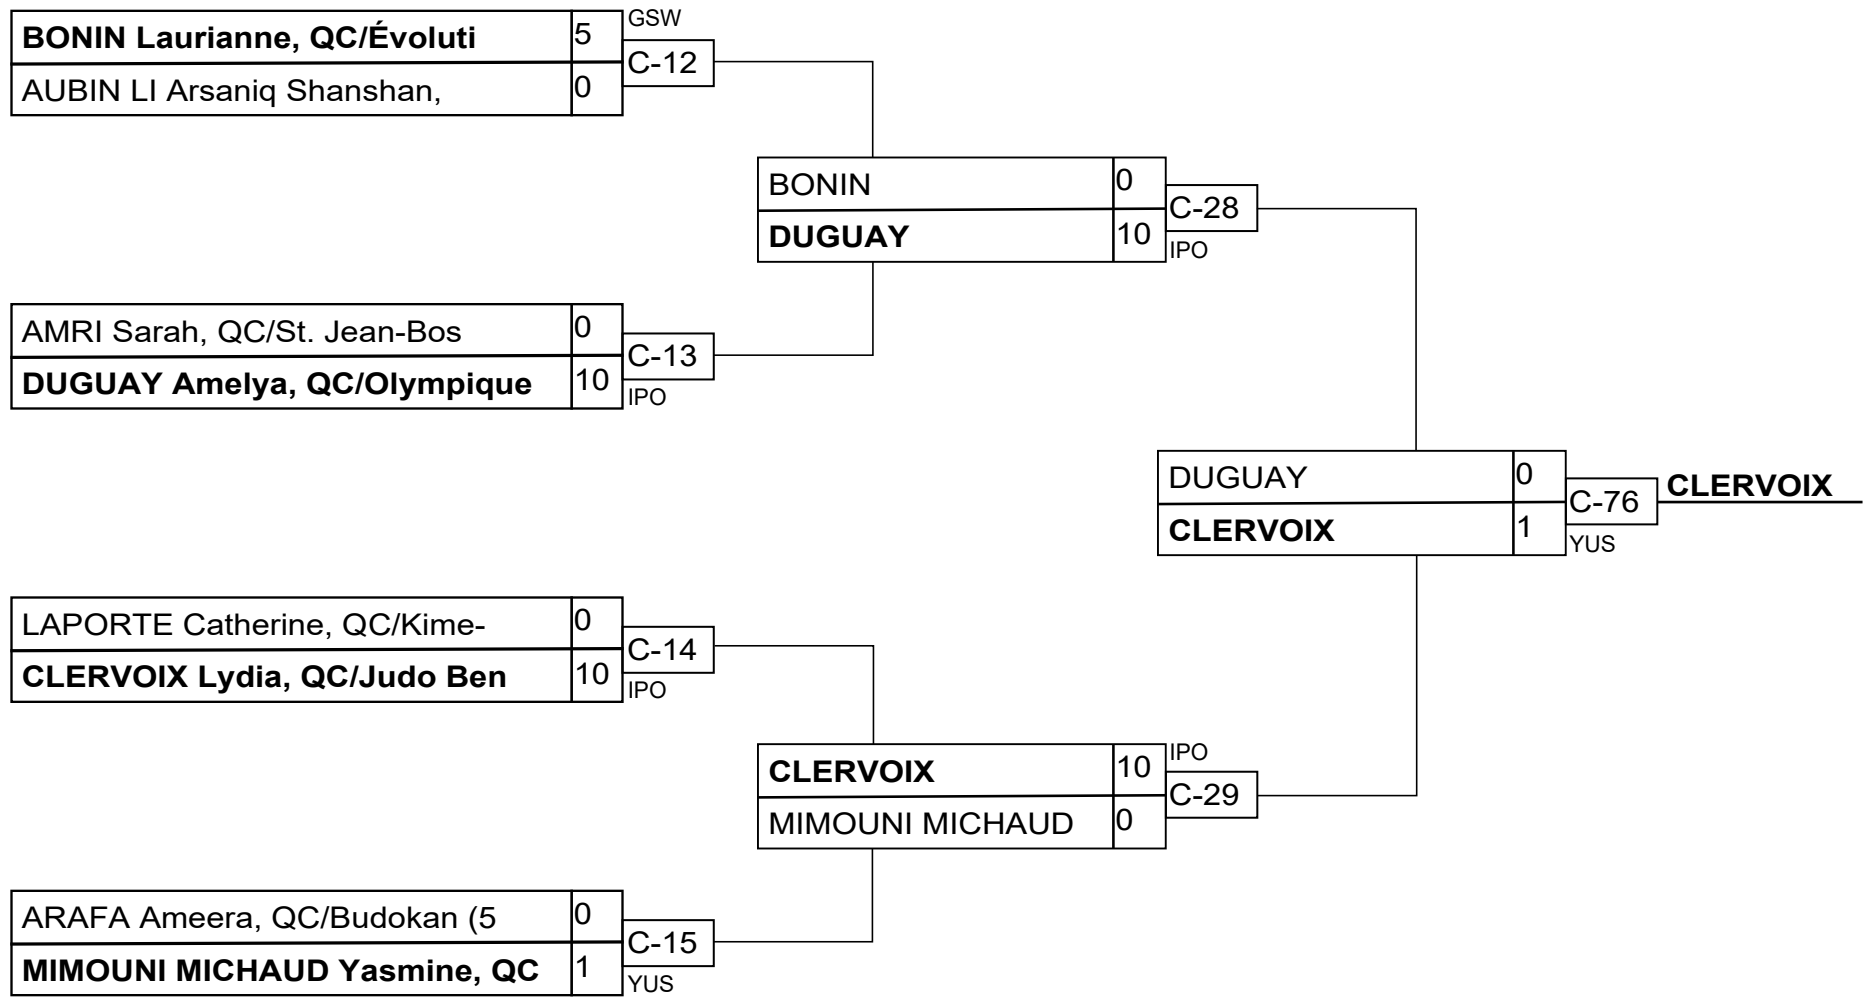 GSW
BONIN Laurianne, QC/Évoluti 5
C-12
AUBIN LI Arsaniq Shanshan, 0
BONIN 0
C-28
DUGUAY 10
IPO
AMRI Sarah, QC/St. Jean-Bos 0
C-13
DUGUAY Amelya, QC/Olympique 10
IPO
DUGUAY 0
C-76
CLERVOIX
CLERVOIX 1
YUS
LAPORTE Catherine, QC/Kime- 0
C-14
CLERVOIX Lydia, QC/Judo Ben 10
IPO
IPO
CLERVOIX 10
C-29
MIMOUNI MICHAUD 0
ARAFA Ameera, QC/Budokan (5 0
C-15
MIMOUNI MICHAUD Yasmine, QC 1
YUS